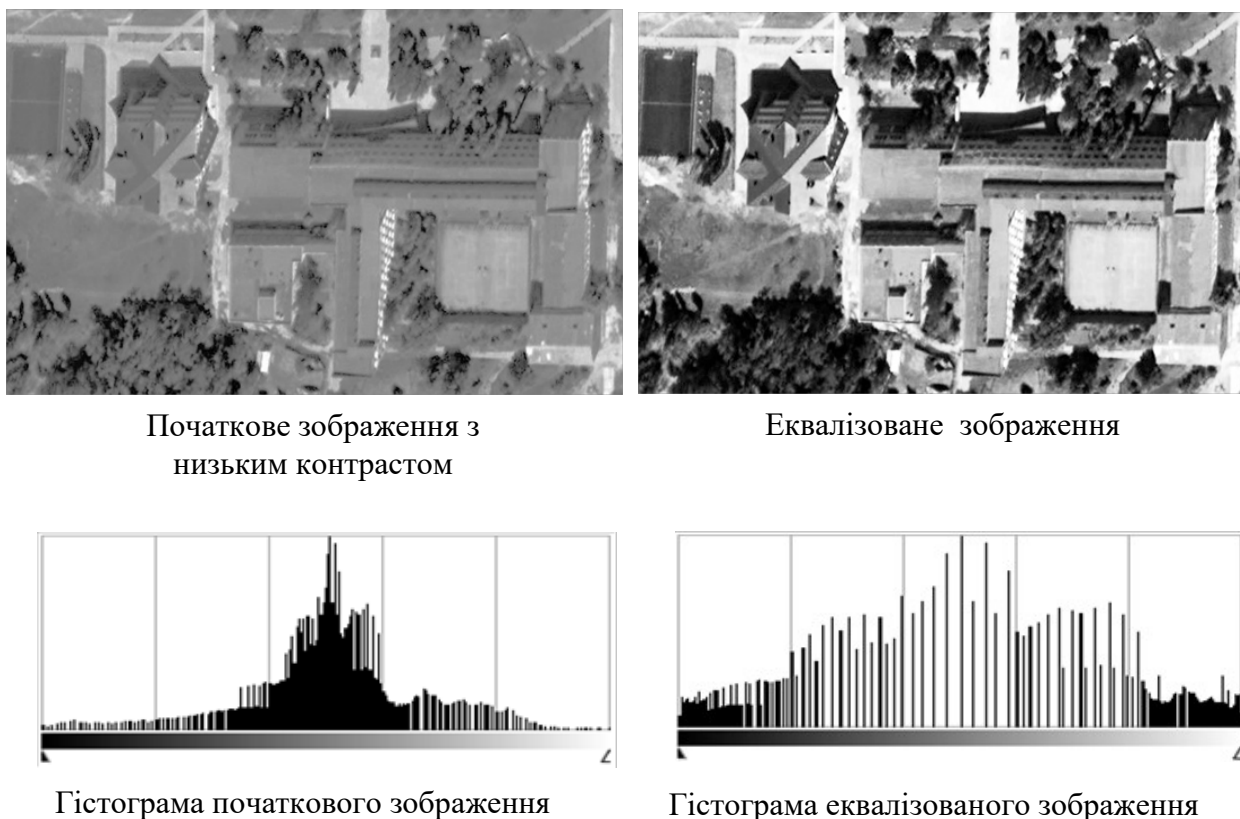 Початкове зображення з
низьким контрастом
Еквалізоване зображення
Гістограма початкового зображення
Гістограма еквалізованого зображення